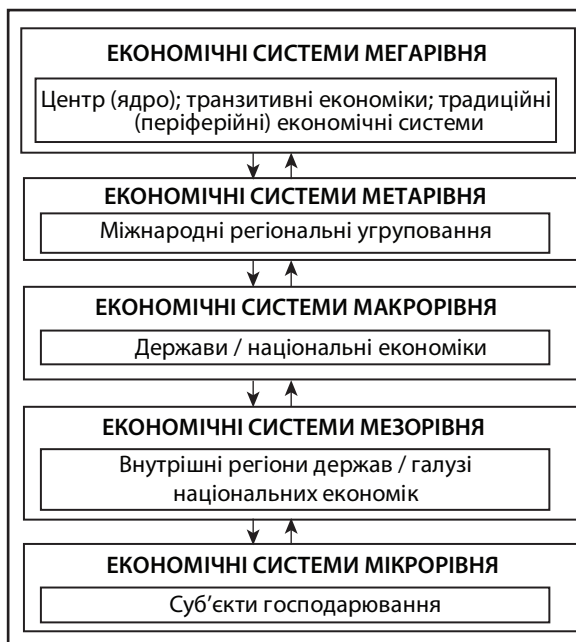 ЕКОНОМІЧНІ СИСТЕМИ МЕГАРІВНЯ
Центр (ядро); транзитивні економіки; традиційні
(періферійні) економічні системи
ЕКОНОМІЧНІ СИСТЕМИ МЕТАРІВНЯ
Міжнародні регіональні угруповання
ЕКОНОМІЧНІ СИСТЕМИ МАКРОРІВНЯ
Держави / національні економіки
ЕКОНОМІЧНІ СИСТЕМИ МЕЗОРІВНЯ
Внутрішні регіони держав / галузі
національних економік
ЕКОНОМІЧНІ СИСТЕМИ МІКРОРІВНЯ
Суб’єкти господарювання